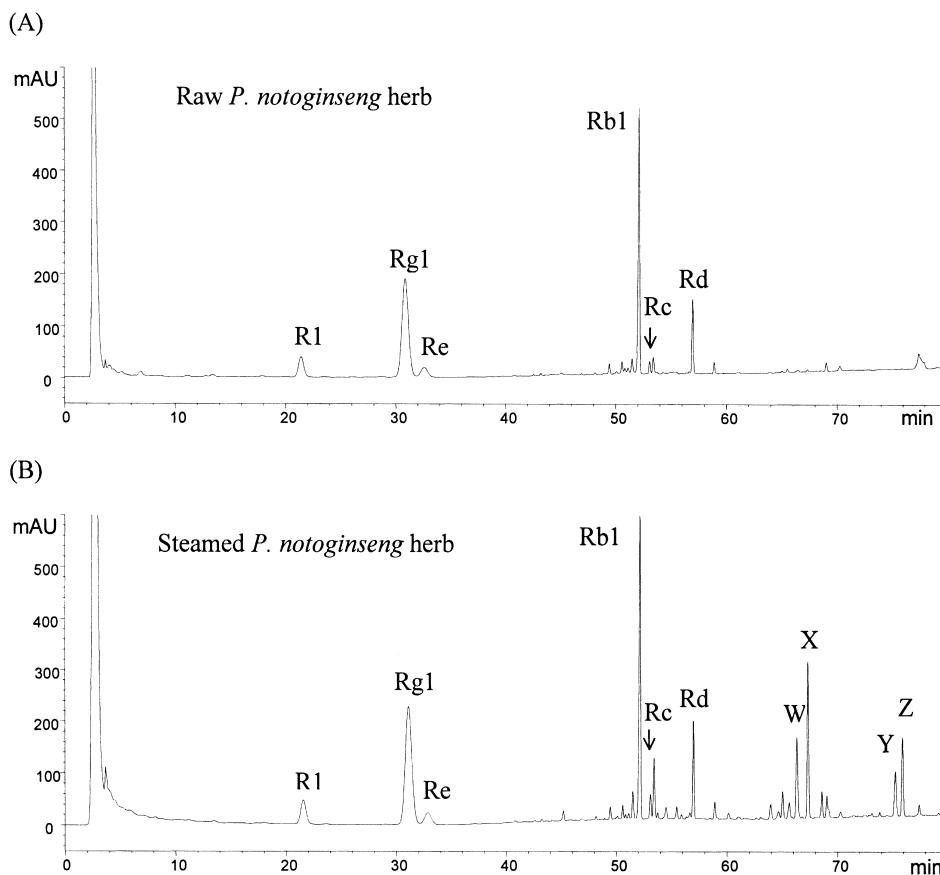 (A)
mAU
Raw P. notoginseng herb
500
400
300
200
100
0
Rb1
Rg1
Rd
Rc
R1
Re
0 10 20 30 40 50 60 70 min
(B)
mAU
Steamed P. notoginseng herb
500
400
300
200
100
0
Rb1
X
Rg1
Rd
Rc
W
Z
Y
R1
Re
0 10 20 30 40 50 60 70 min